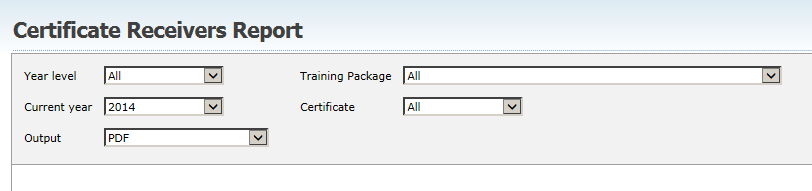 Certificate Receivers Report
Year level All Training Package All
Current year 2014 Certificate All
Output PDF